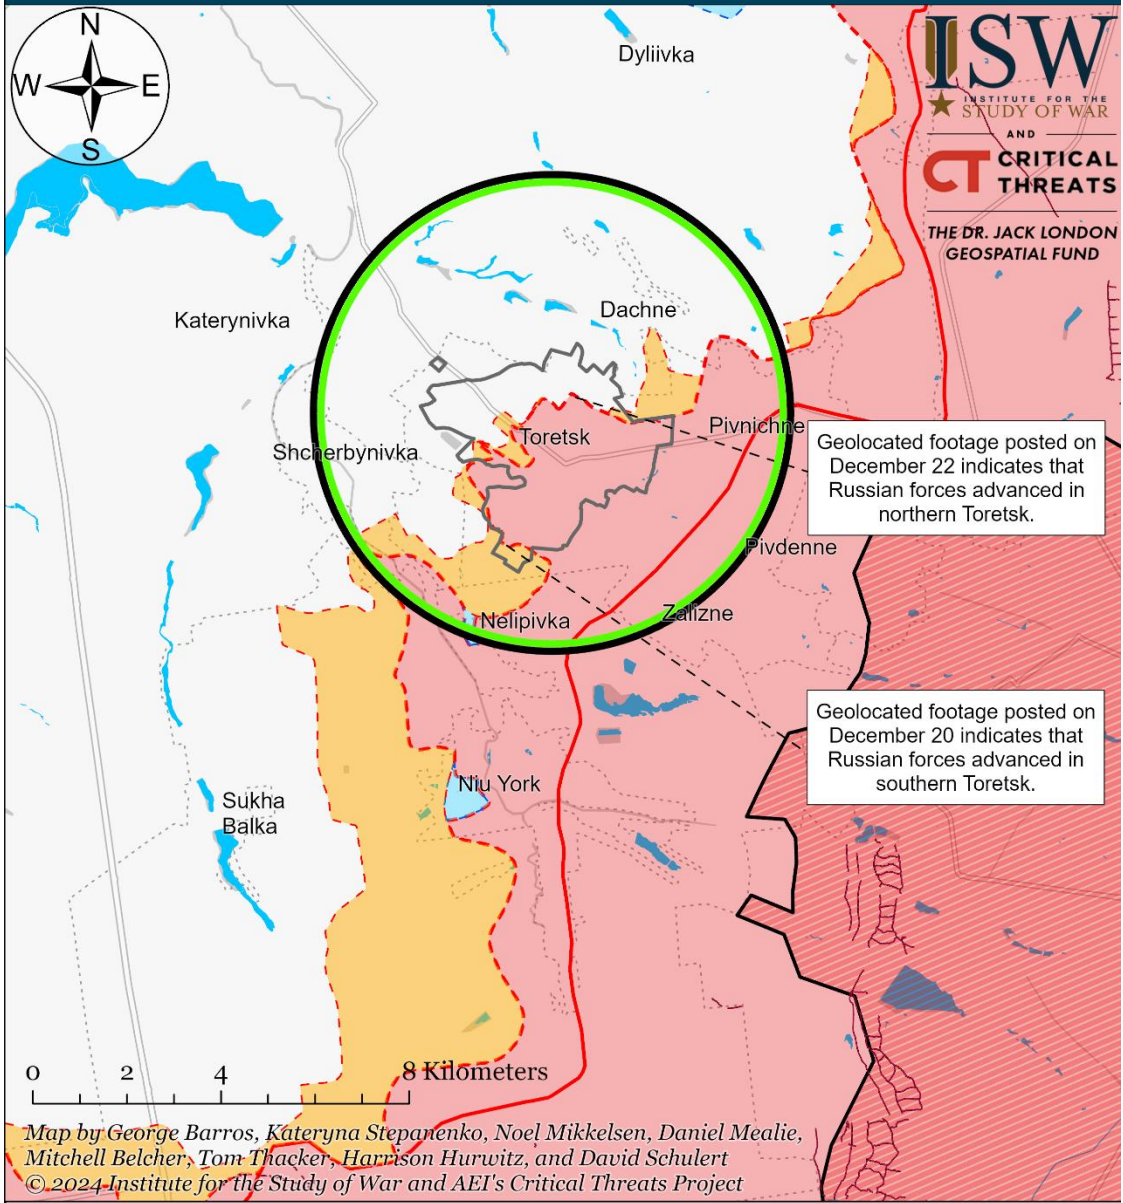 N
W
E
S
Dyliivka
ISW
INSTITUTE FOR THE
STUDY OF WAR
AND
CT CRITICAL
THREATS
THE DR. JACK LONDON
GEOSPATIAL FUND
Katerynivka
Dachne
Shcherbynivka
Toretsk
Pivnichne
Geolocated footage posted on
December 22 indicates that
Russian forces advanced in
northern Toretsk.
Pivdenne
Zalizne
Nelipivka
Geolocated footage posted on
December 20 indicates that
Russian forces advanced in
southern Toretsk.
Niu York
Sukha
Balka
0 2 4 8 Kilometers
Map by George Barros, Kateryna Stepanenko, Noel Mikkelsen, Daniel Mealie,
Mitchell Belcher, Tom Thacker, Harrison Hurwitz, and David Schulert
© 2024 Institute for the Study of War and AEI's Critical Threats Project